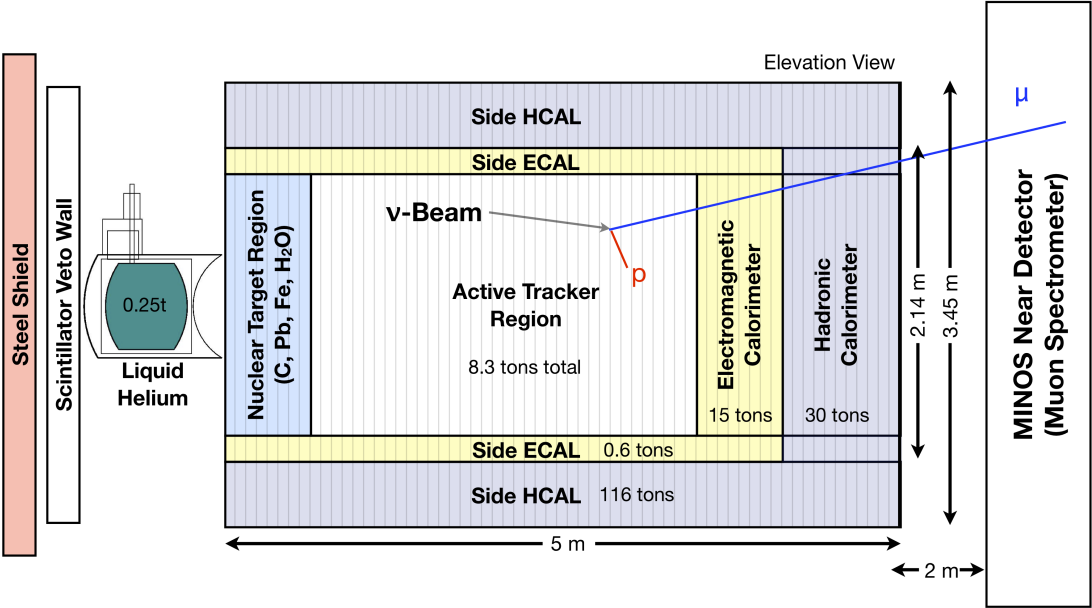 Elevation View
Steel Shield
Scintillator Veto Wall
0.25t
Liquid
Helium
Side HCAL
Side ECAL
Nuclear Target Region
(C, Pb, Fe, H₂O)
ν-Beam
p
μ
Active Tracker
Region
8.3 tons total
Electromagnetic
Calorimeter
15 tons
Hadronic
Calorimeter
30 tons
Side ECAL 0.6 tons
Side HCAL 116 tons
5 m
2.14 m
3.45 m
2 m
MINOS Near Detector
(Muon Spectrometer)